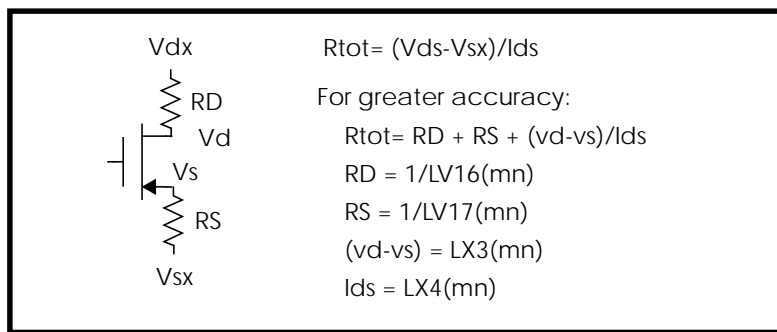 Vdx
RD
Vd
Vs
RS
Vsx
Rtot= (Vds-Vsx)/Ids
For greater accuracy:
Rtot= RD + RS + (vd-vs)/Ids
RD = 1/LV16(mn)
RS = 1/LV17(mn)
(vd-vs) = LX3(mn)
Ids = LX4(mn)